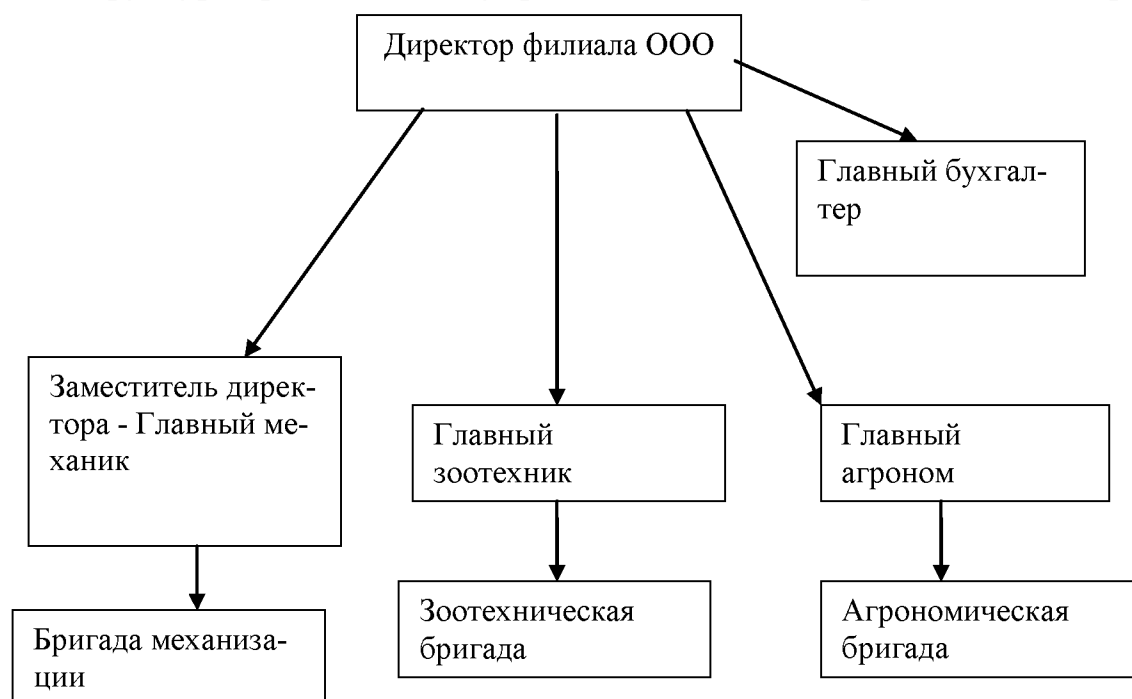 Директор филиала ООО
Главный бухгал-
тер
Заместитель дирек-
тора - Главный ме-
ханик
Главный
зоотехник
Главный
агроном
Бригада механиза-
ции
Зоотехническая
бригада
Агрономическая
бригада